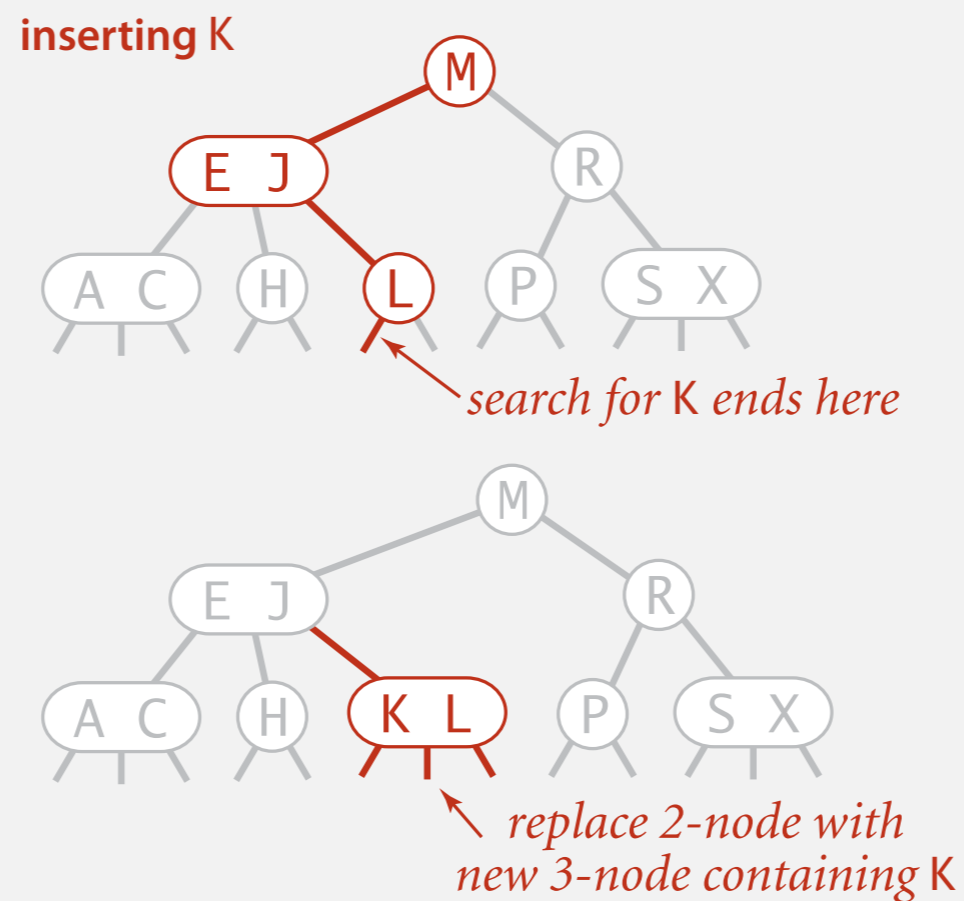 inserting K
M
E J
R
A C
H
L
P
S X
search for K ends here
M
E J
R
A C
H
K L
P
S X
replace 2-node with
new 3-node containing K